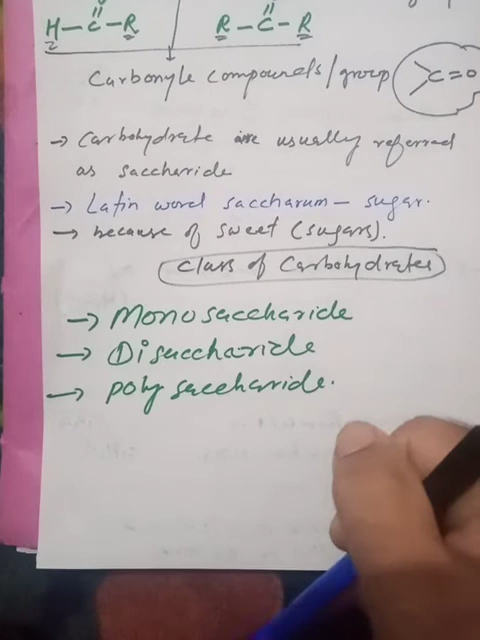 H-C-R R-C-R
Carbonyle compounds/group >C=O
→ Carbohydrate are usually referred
as saccharide
→ Latin word saccharum - sugar.
→ because of sweet (sugars).
Class of Carbohydrates
→ Monosaccharide
→ Disaccharide
→ polysaccharide.